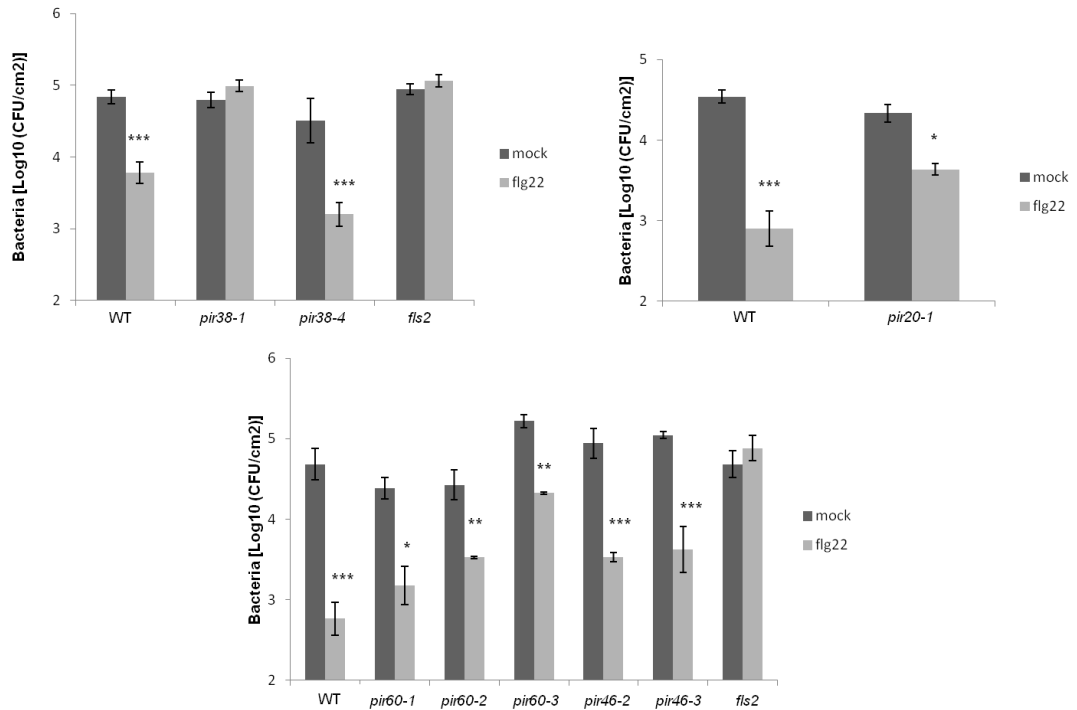 Bacteria [Log10 (CFU/cm2)]
6
5
4
3
2
***
***
WT
pir38-1
pir38-4
fls2
mock
flg22
Bacteria [Log10 (CFU/cm2)]
5
4
3
2
***
*
WT
pir20-1
mock
flg22
Bacteria [Log10 (CFU/cm2)]
6
5
4
3
2
***
*
**
**
***
***
WT
pir60-1
pir60-2
pir60-3
pir46-2
pir46-3
fls2
mock
flg22